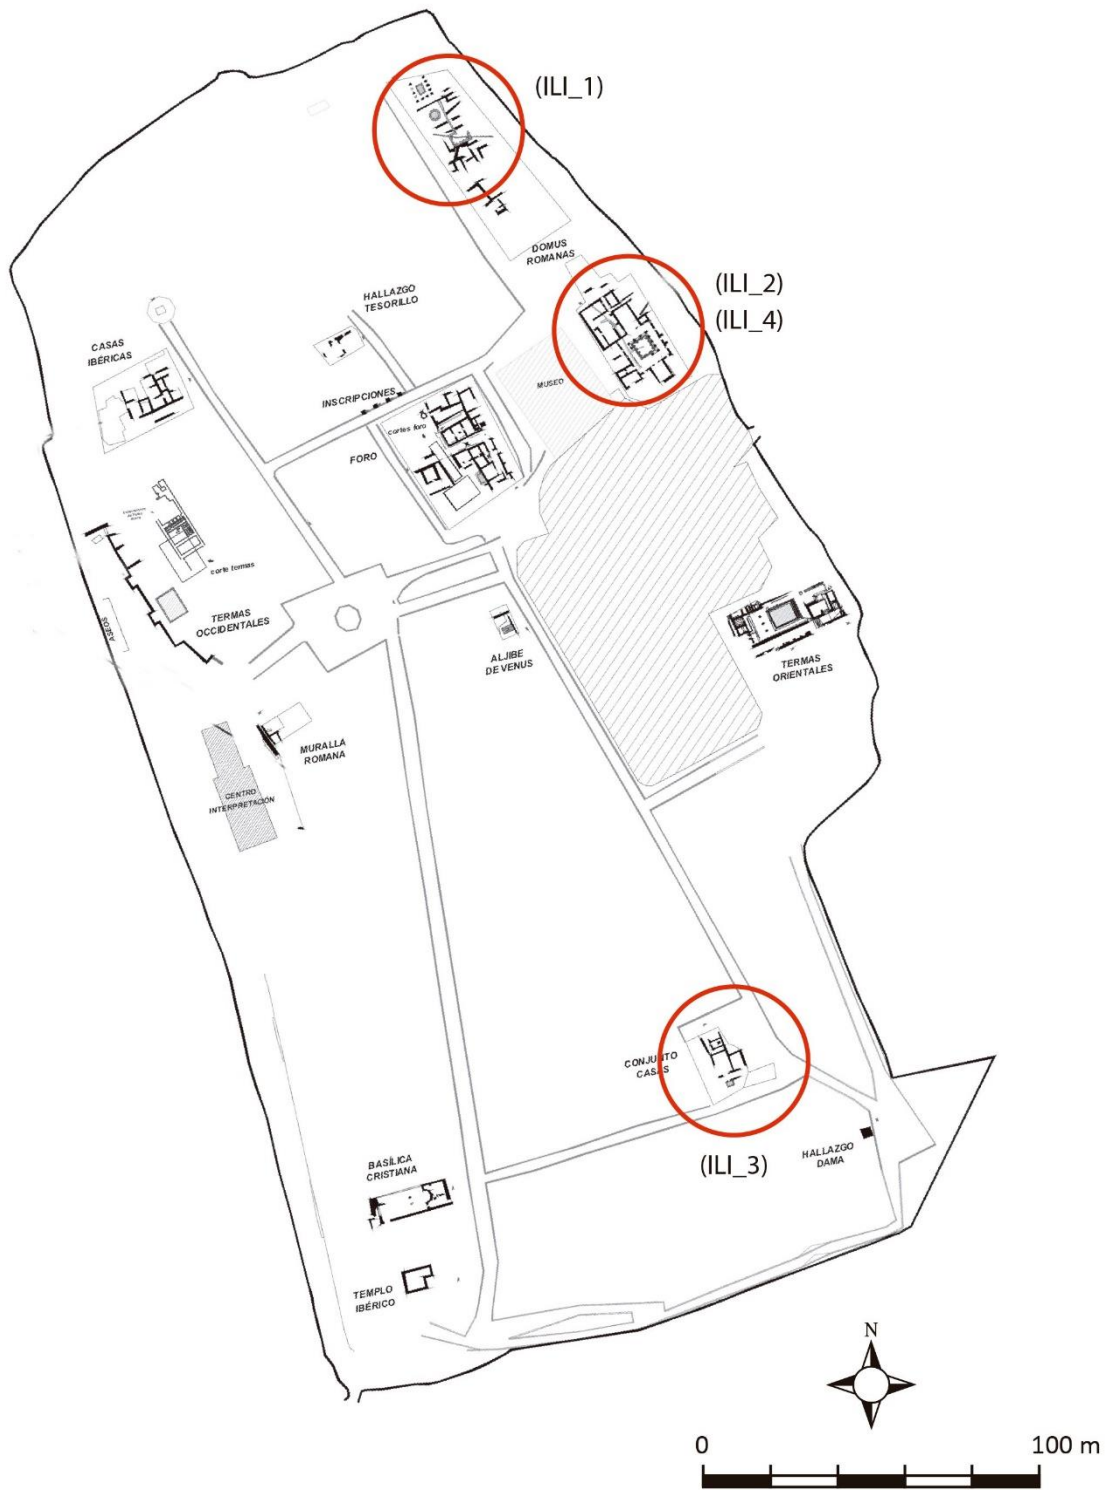 (ILI_1)
DOMUS
ROMANAS
(ILI_2)
(ILI_4)
HALLAZGO
TESORILLO
CASAS
IBÉRICAS
MUSEO
INSCRIPCIONES
cortes foro
FORO
corte termas
TERMAS
OCCIDENTALES
ASEOS
ALJIBE
DE VENUS
TERMAS
ORIENTALES
MURALLA
ROMANA
CENTRO
INTERPRETACIÓN
CONJUNTO
CASAS
HALLAZGO
DAMA
(ILI_3)
BASÍLICA
CRISTIANA
TEMPLO
IBÉRICO
N
0 100 m